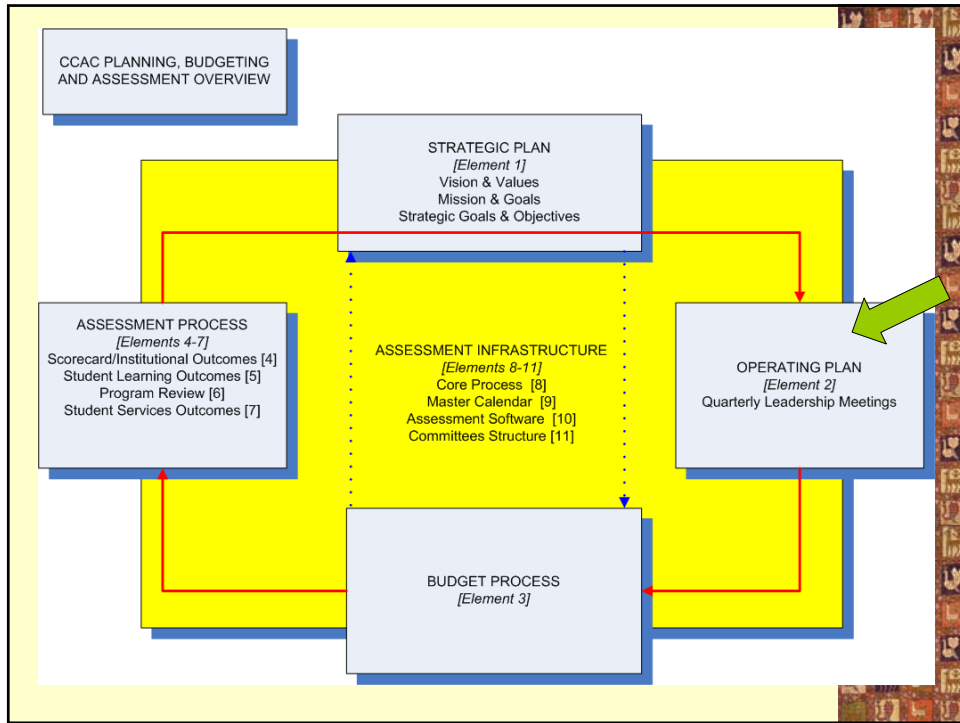 CCAC PLANNING, BUDGETING
AND ASSESSMENT OVERVIEW
STRATEGIC PLAN
[Element 1]
Vision & Values
Mission & Goals
Strategic Goals & Objectives
ASSESSMENT PROCESS
[Elements 4-7]
Scorecard/Institutional Outcomes [4]
Student Learning Outcomes [5]
Program Review [6]
Student Services Outcomes [7]
ASSESSMENT INFRASTRUCTURE
[Elements 8-11]
Core Process [8]
Master Calendar [9]
Assessment Software [10]
Committees Structure [11]
OPERATING PLAN
[Element 2]
Quarterly Leadership Meetings
BUDGET PROCESS
[Element 3]